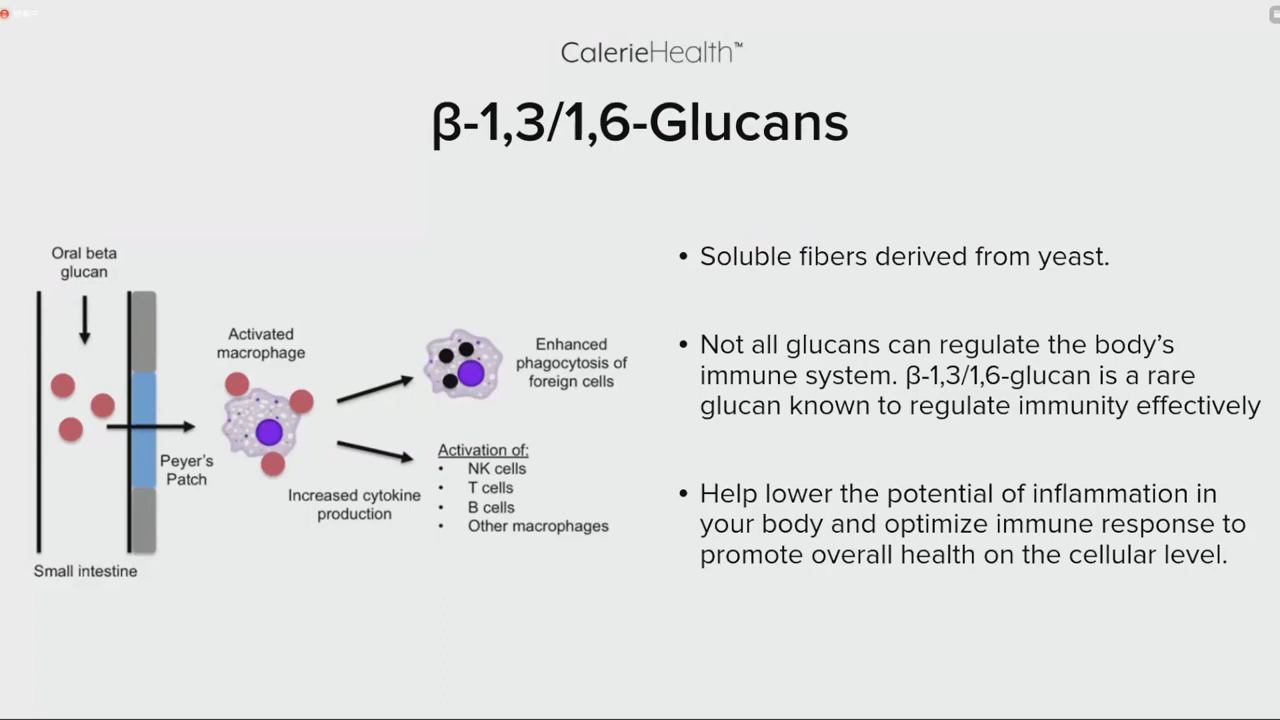 CalerieHealth™
β-1,3/1,6-Glucans
Oral beta
glucan
Activated
macrophage
Enhanced
phagocytosis of
foreign cells
Peyer's
Patch
Increased cytokine
production
Activation of:
• NK cells
• T cells
• B cells
• Other macrophages
Small intestine
• Soluble fibers derived from yeast.
• Not all glucans can regulate the body’s
immune system. β-1,3/1,6-glucan is a rare
glucan known to regulate immunity effectively
• Help lower the potential of inflammation in
your body and optimize immune response to
promote overall health on the cellular level.